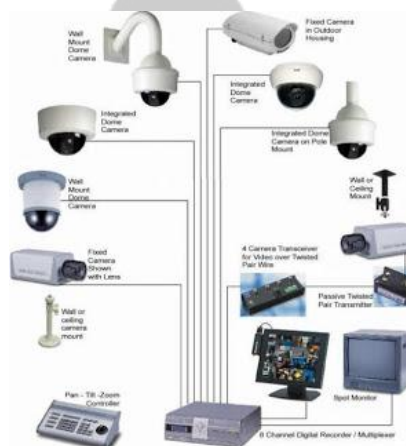 Wall
Mount
Dome
Camera
Fixed Camera
in Outdoor
Housing
Integrated
Dome
Camera
Integrated
Dome
Camera
Integrated Dome
Camera on Pole
Mount
Wall
Mount
Dome
Camera
Wall or
Ceiling
Mount
Fixed
Camera
Shown
with Lens
4 Camera Transceiver
for Video over Twisted
Pair Wire
Passive Twisted
Pair Transmitter
Wall or
ceiling
camera
mount
Pan - Tilt -Zoom
Controller
Spot Monitor
8 Channel Digital Recorder / Multiplexer